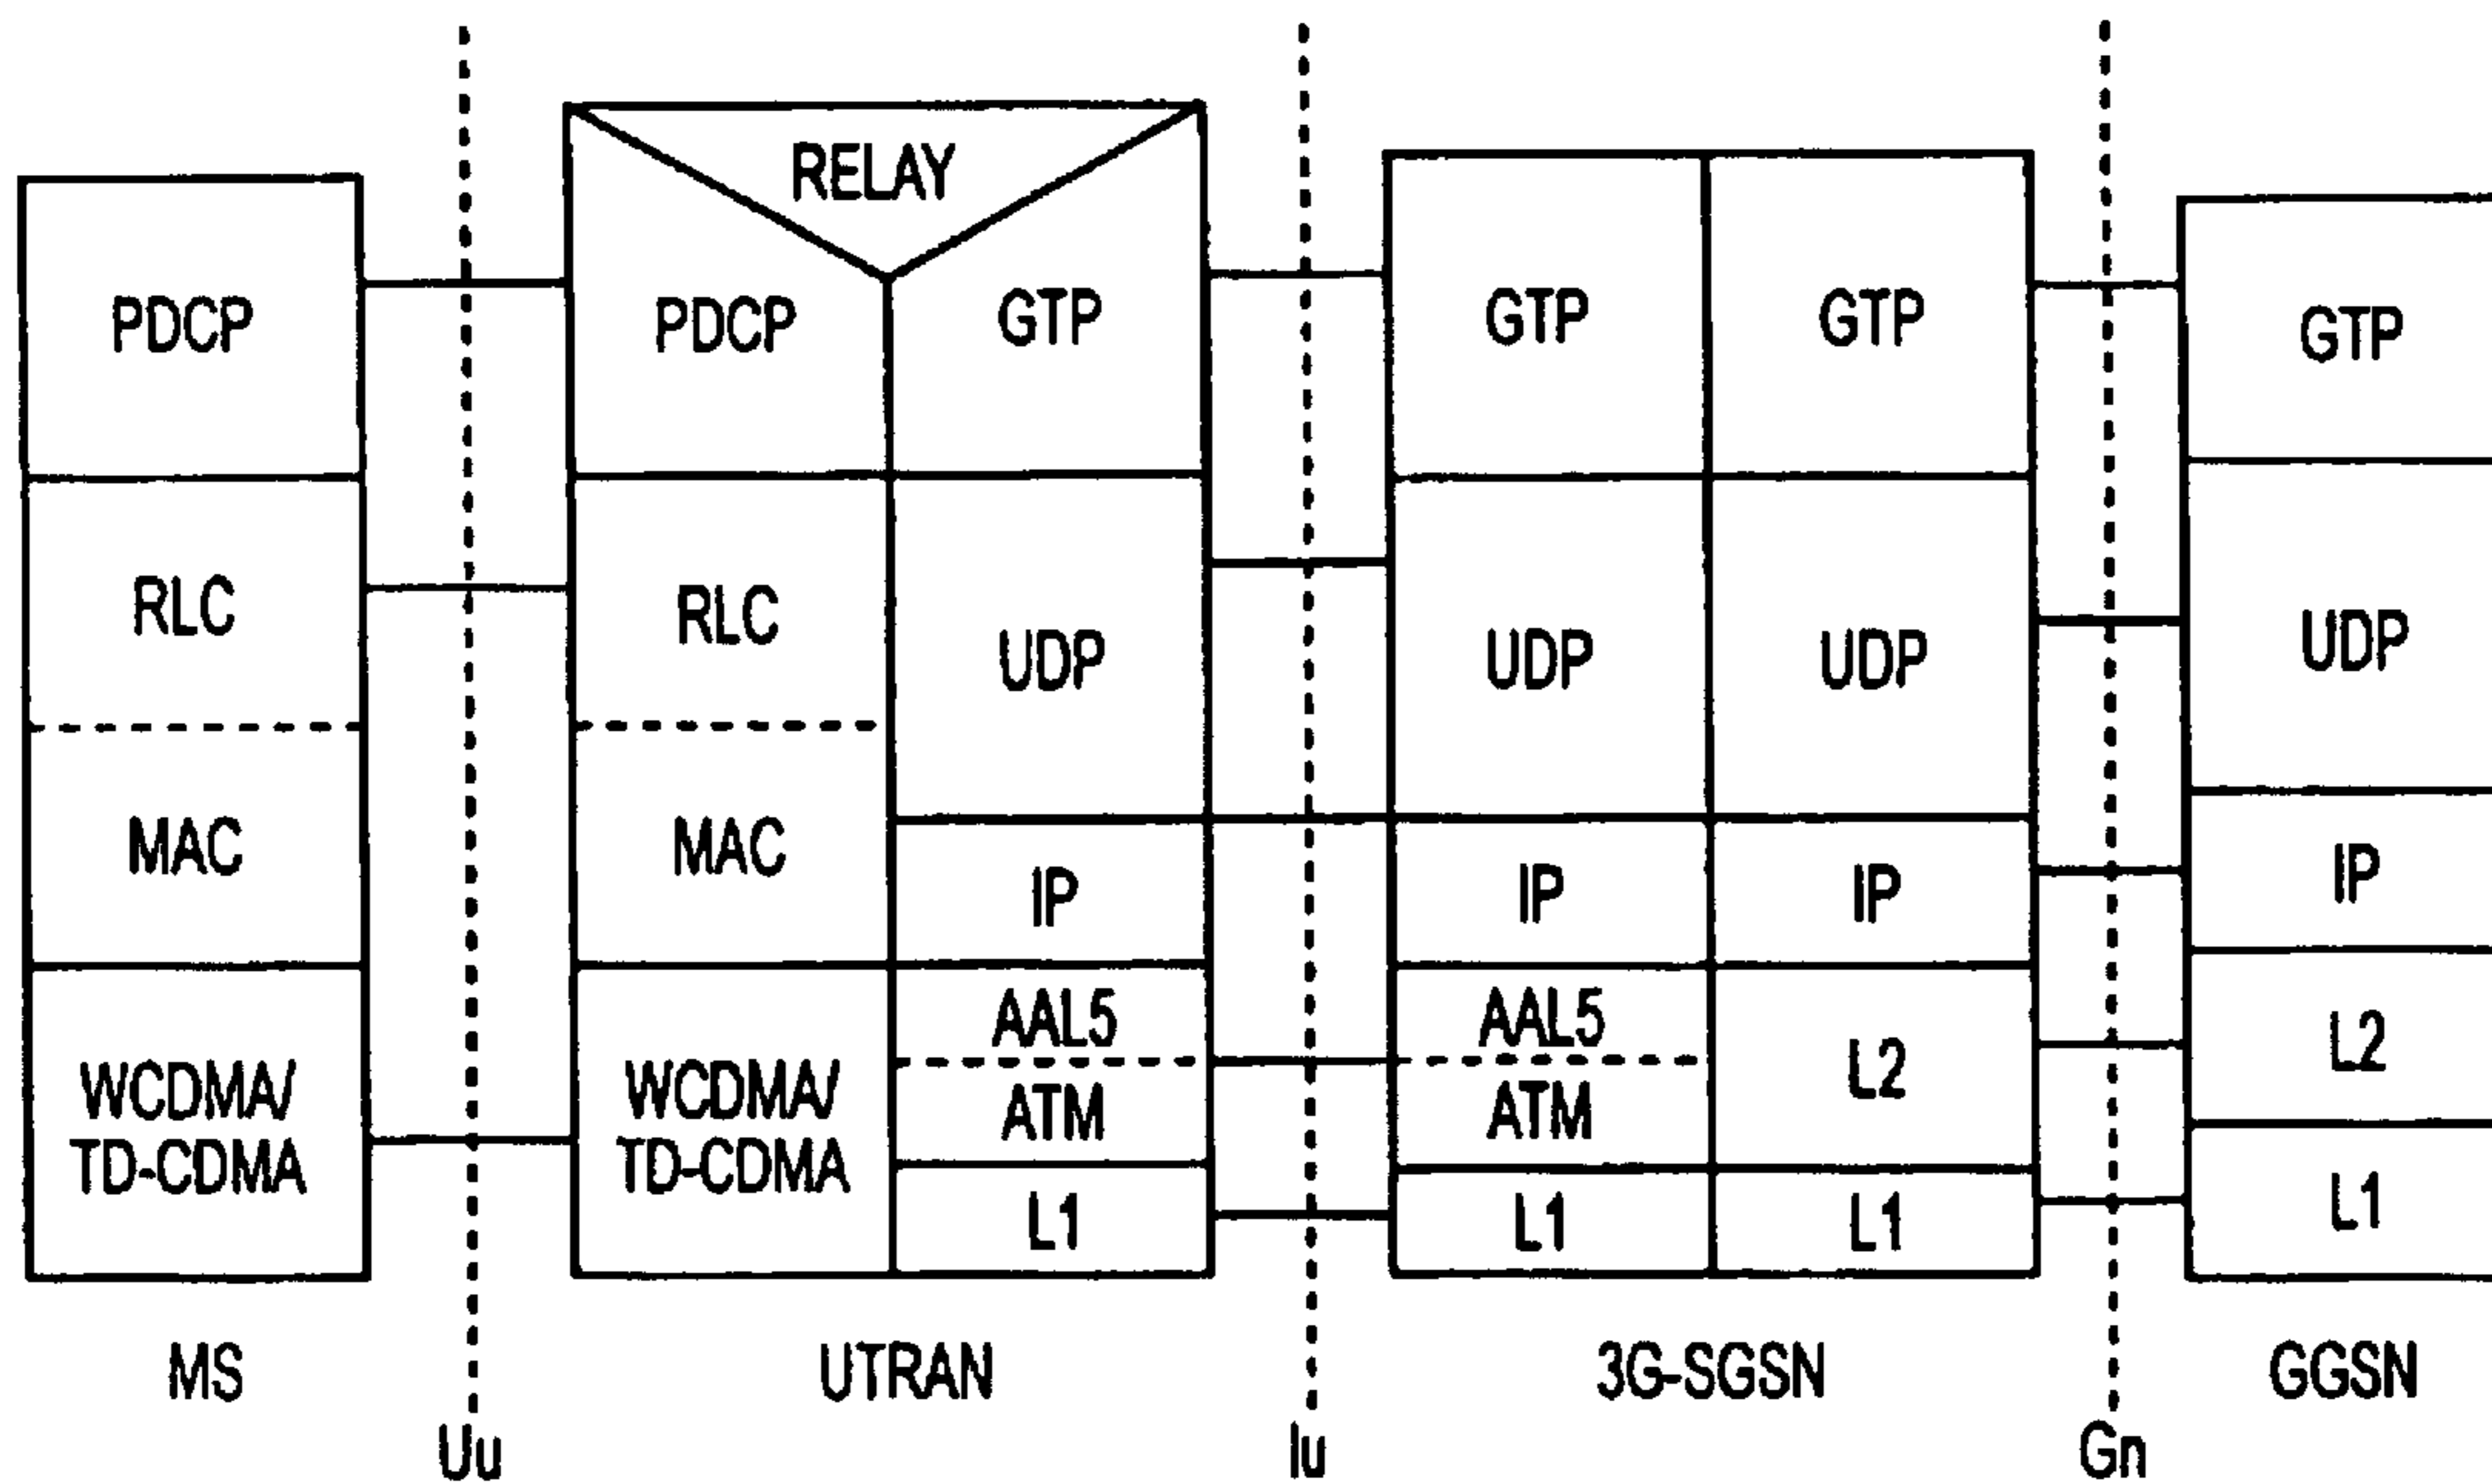 RELAY
PDCP
PDCP
GTP
GTP
GTP
GTP
RLC
RLC
UDP
UDP
UDP
UDP
MAC
MAC
IP
IP
IP
IP
AAL5
AAL5
L2
L2
WCDMA/
TD-CDMA
WCDMA/
TD-CDMA
ATM
ATM
L1
L1
L1
L1
MS
UTRAN
3G-SGSN
GGSN
Uu
Iu
Gn